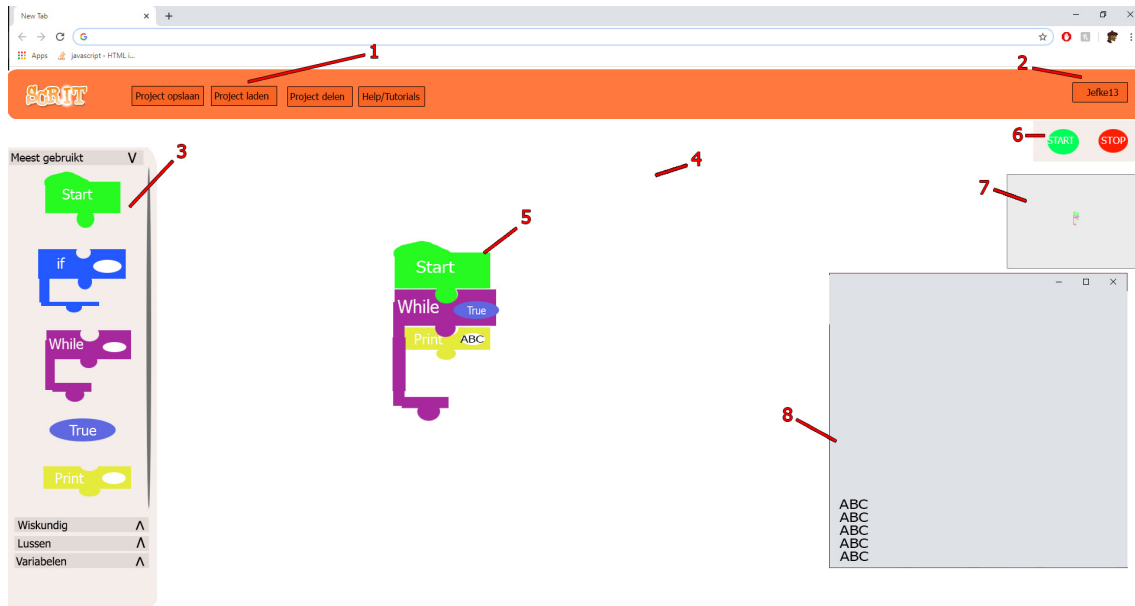 New Tab
Apps javascript - HTML i...
1
2
ScRIT
Project opslaan Project laden Project delen Help/Tutorials
Jefke13
6
START STOP
3
Meest gebruikt V
4
7
Start
5
if
Start
While True
Print ABC
While
8
True
Print
ABC
ABC
ABC
ABC
ABC
Wiskundig Λ
Lussen Λ
Variabelen Λ